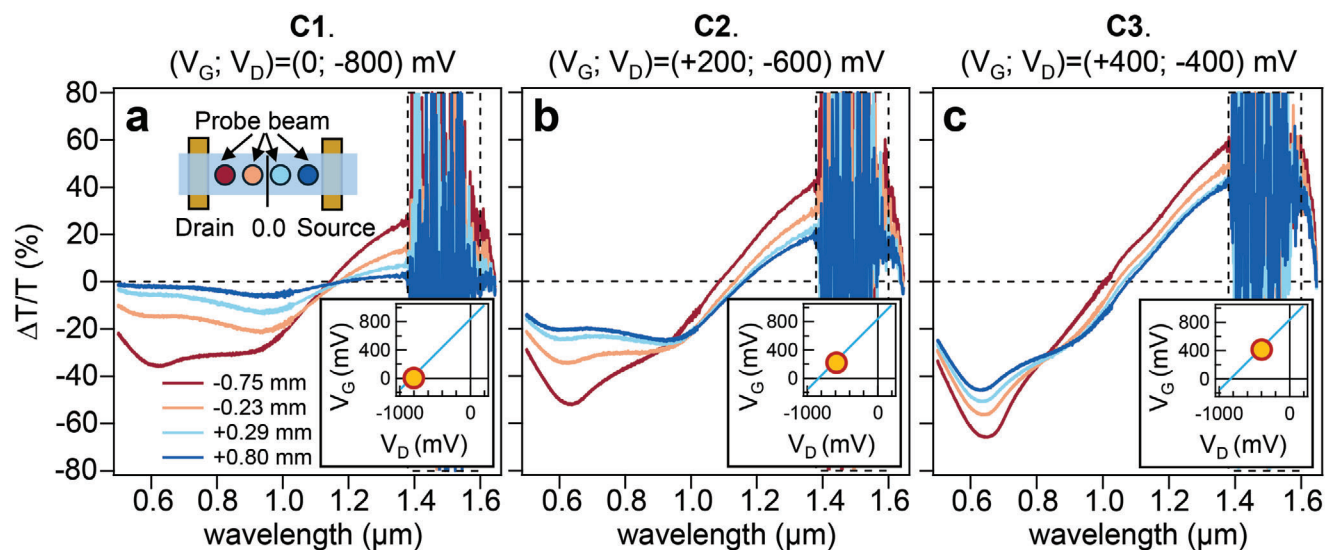 C1.
(V_G; V_D)=(0; -800) mV
C2.
(V_G; V_D)=(+200; -600) mV
C3.
(V_G; V_D)=(+400; -400) mV
ΔT/T (%)
80
60
40
20
0
-20
-40
-60
-80
a
Probe beam
Drain 0.0 Source
-0.75 mm
-0.23 mm
+0.29 mm
+0.80 mm
V_G (mV)
800
400
0
-1000 0
V_D (mV)
0.6 0.8 1.0 1.2 1.4 1.6
wavelength (μm)
b
V_G (mV)
800
400
0
-1000 0
V_D (mV)
0.6 0.8 1.0 1.2 1.4 1.6
wavelength (μm)
c
V_G (mV)
800
400
0
-1000 0
V_D (mV)
0.6 0.8 1.0 1.2 1.4 1.6
wavelength (μm)